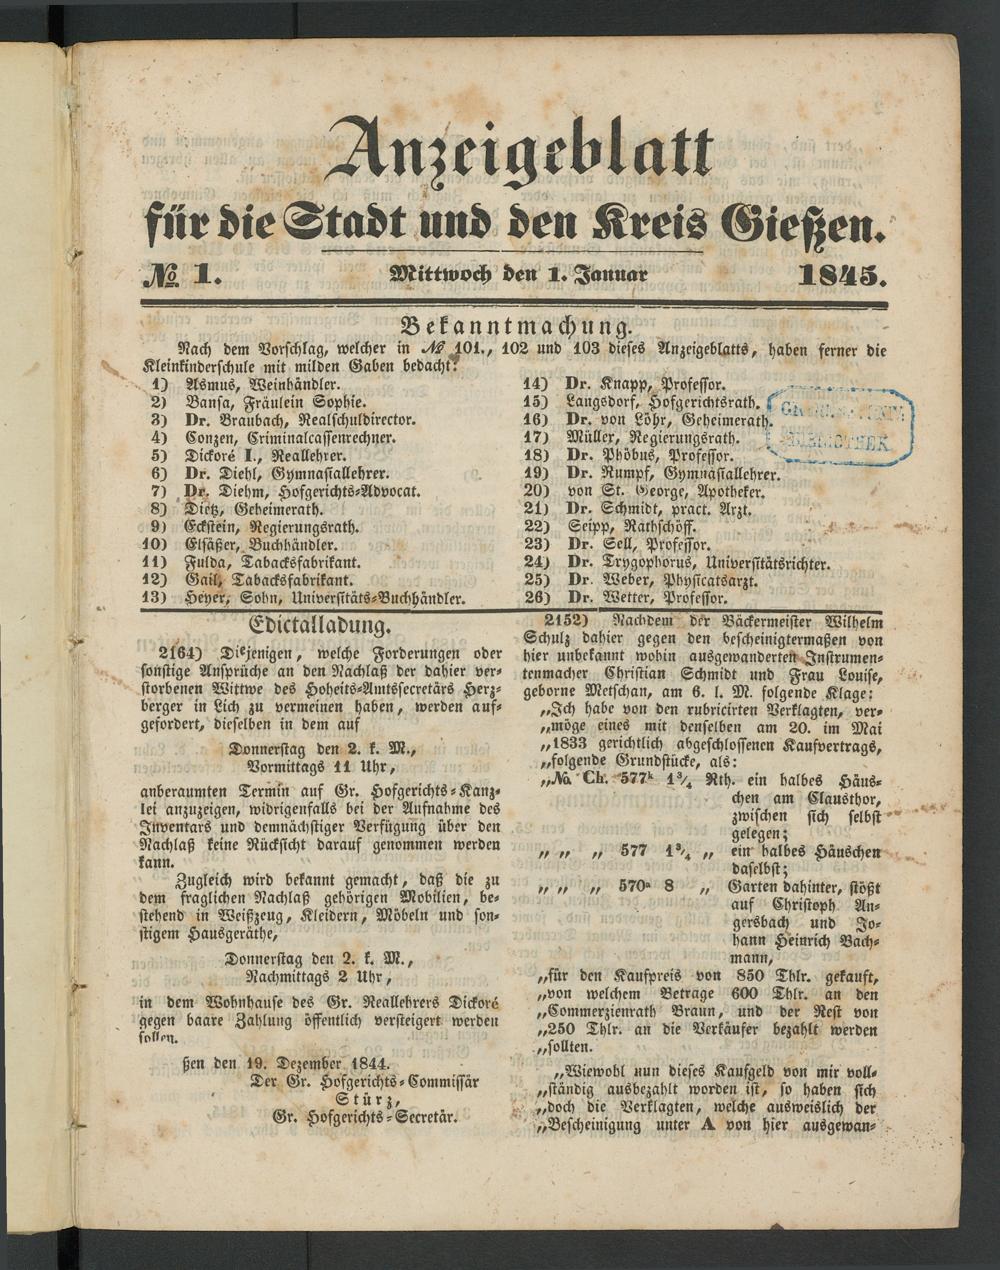 Anzeigeblatt
für die Stadt und den Kreis Gießen.
No. 1. Mittwoch den 1. Januar 1845.
Bekanntmachung.
Nach dem Vorschlag, welcher in No 101., 102 und 103 dieses Anzeigeblatts, haben ferner die
Kleinkinderschule mit milden Gaben bedacht:
1) Asmus, Weinhändler.
2) Bansa, Fräulein Sophie.
3) Dr. Braubach, Realschuldirector.
4) Conzen, Criminalcassenrechner.
5) Dickoré I., Reallehrer.
6) Dr. Diehl, Gymnasiallehrer.
7) Dr. Diehm, Hofgerichts-Advocat.
8) Dietz, Geheimerath.
9) Eckstein, Regierungsrath.
10) Elsäßer, Buchhändler.
11) Fulda, Tabacksfabrikant.
12) Gail, Tabacksfabrikant.
13) Heyer, Sohn, Universitäts-Buchhändler.
14) Dr. Knapp, Professor.
15) Langsdorf, Hofgerichtsrath.
16) Dr. von Löhr, Geheimerath.
17) Müller, Regierungsrath.
18) Dr. Phöbus, Professor.
19) Dr. Rumpf, Gymnasiallehrer.
20) von St. George, Apotheker.
21) Dr. Schmidt, pract. Arzt.
22) Seipp, Rathschöff.
23) Dr. Sell, Professor.
24) Dr. Trygophorus, Universitätsrichter.
25) Dr. Weber, Physicatsarzt.
26) Dr. Wetter, Professor.
BIBLIOTHEK
Edictalladung.
2164) Diejenigen, welche Forderungen oder
sonstige Ansprüche an den Nachlaß der dahier ver-
storbenen Wittwe des Hoheits-Amtssecretärs Herz-
berger in Lich zu vermeinen haben, werden auf-
gefordert, dieselben in dem auf
Donnerstag den 2. k. M.,
Vormittags 11 Uhr,
anberaumten Termin auf Gr. Hofgerichts-Kanz-
lei anzuzeigen, widrigenfalls bei der Aufnahme des
Inventars und demnächstiger Verfügung über den
Nachlaß keine Rücksicht darauf genommen werden
kann.
Zugleich wird bekannt gemacht, daß die zu
dem fraglichen Nachlaß gehörigen Mobilien, be-
stehend in Weißzeug, Kleidern, Möbeln und son-
stigem Hausgeräthe,
Donnerstag den 2. k. M.,
Nachmittags 2 Uhr,
in dem Wohnhause des Gr. Reallehrers Dickoré
gegen baare Zahlung öffentlich versteigert werden
sollen.
ßen den 19. Dezember 1844.
Der Gr. Hofgerichts-Commissär
Stürz,
Gr. Hofgerichts-Secretär.
2152) Nachdem der Bäckermeister Wilhelm
Schulz dahier gegen den bescheinigtermaßen von
hier unbekannt wohin ausgewanderten Instrumen-
tenmacher Christian Schmidt und Frau Louise,
geborne Metschan, am 6. l. M. folgende Klage:
„Ich habe von den rubricirten Verklagten, ver-
„möge eines mit denselben am 20. im Mai
„1833 gerichtlich abgeschlossenen Kaufvertrags,
„folgende Grundstücke, als:
„No. Ch. 577k 1 3/4 Rth. ein halbes Häus-
chen am Clausthor,
zwischen sich selbst
gelegen;
„ „ „ 577 1 3/4 „ ein halbes Häuschen
daselbst;
„ „ „ 570a 8 „ Garten dahinter, stößt
auf Christoph An-
gersbach und Jo-
hann Heinrich Bach-
mann,
„für den Kaufpreis von 850 Thlr. gekauft,
„von welchem Betrage 600 Thlr. an den
„Commerzienrath Braun, und der Rest von
„250 Thlr. an die Verkäufer bezahlt werden
„sollten.
„Wiewohl nun dieses Kaufgeld von mir voll-
„ständig ausbezahlt worden ist, so haben sich
„doch die Verklagten, welche ausweislich der
„Bescheinigung unter A von hier ausgewan-